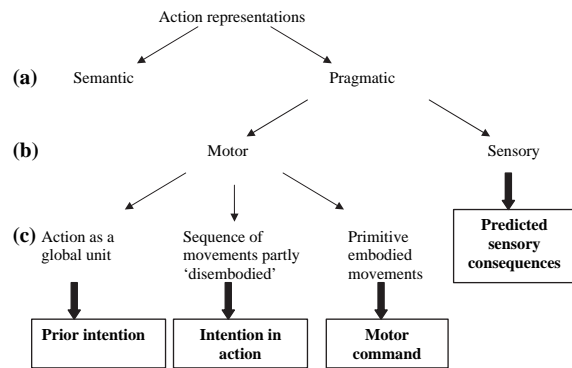 Action representations
(a) Semantic Pragmatic
(b) Motor Sensory
(c) Action as a global unit
Sequence of movements partly 'disembodied'
Primitive embodied movements
Predicted sensory consequences
Prior intention
Intention in action
Motor command